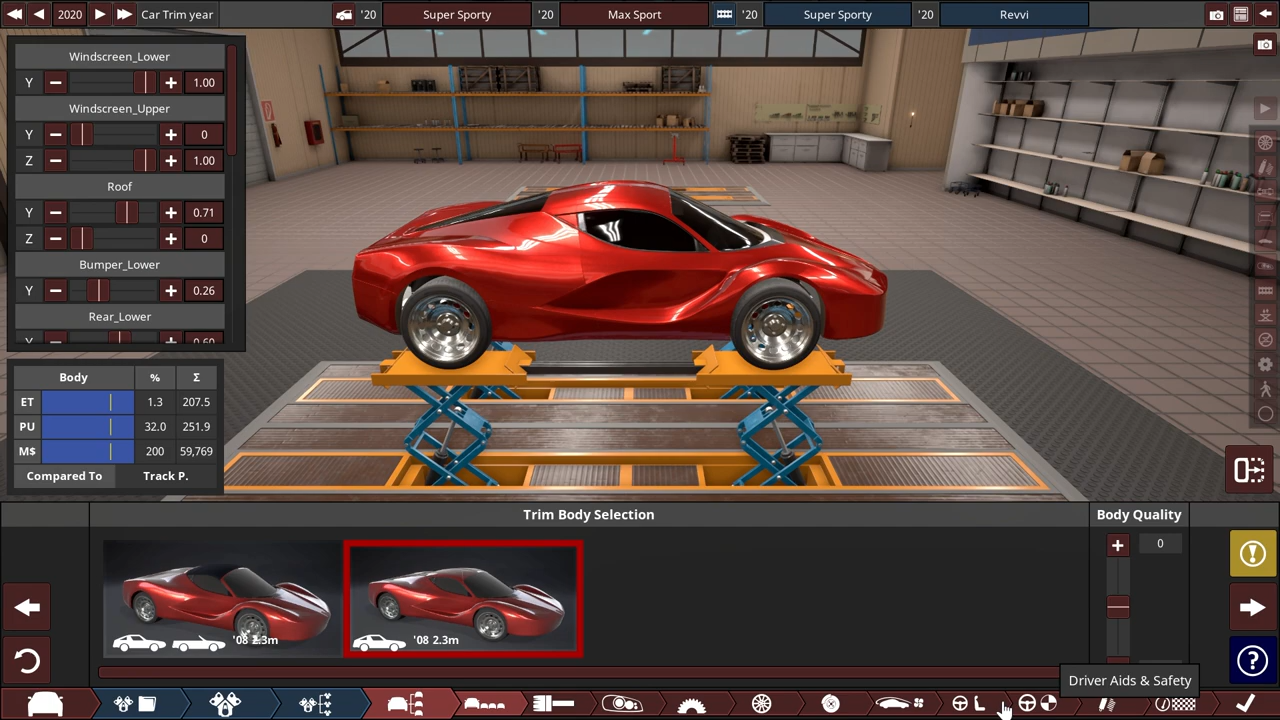 2020 Car Trim year '20 Super Sporty '20 Max Sport '20 Super Sporty '20 Revvi
Windscreen_Lower
Y 1.00
Windscreen_Upper
Y 0
Z 1.00
Roof
Y 0.71
Z 0
Bumper_Lower
Y 0.26
Rear_Lower
Y 0.60
Body % Σ
ET 1.3 207.5
PU 32.0 251.9
M$ 200 59,769
Compared To Track P.
Trim Body Selection
Body Quality
0
'08 2.3m
'08 2.3m
Driver Aids & Safety